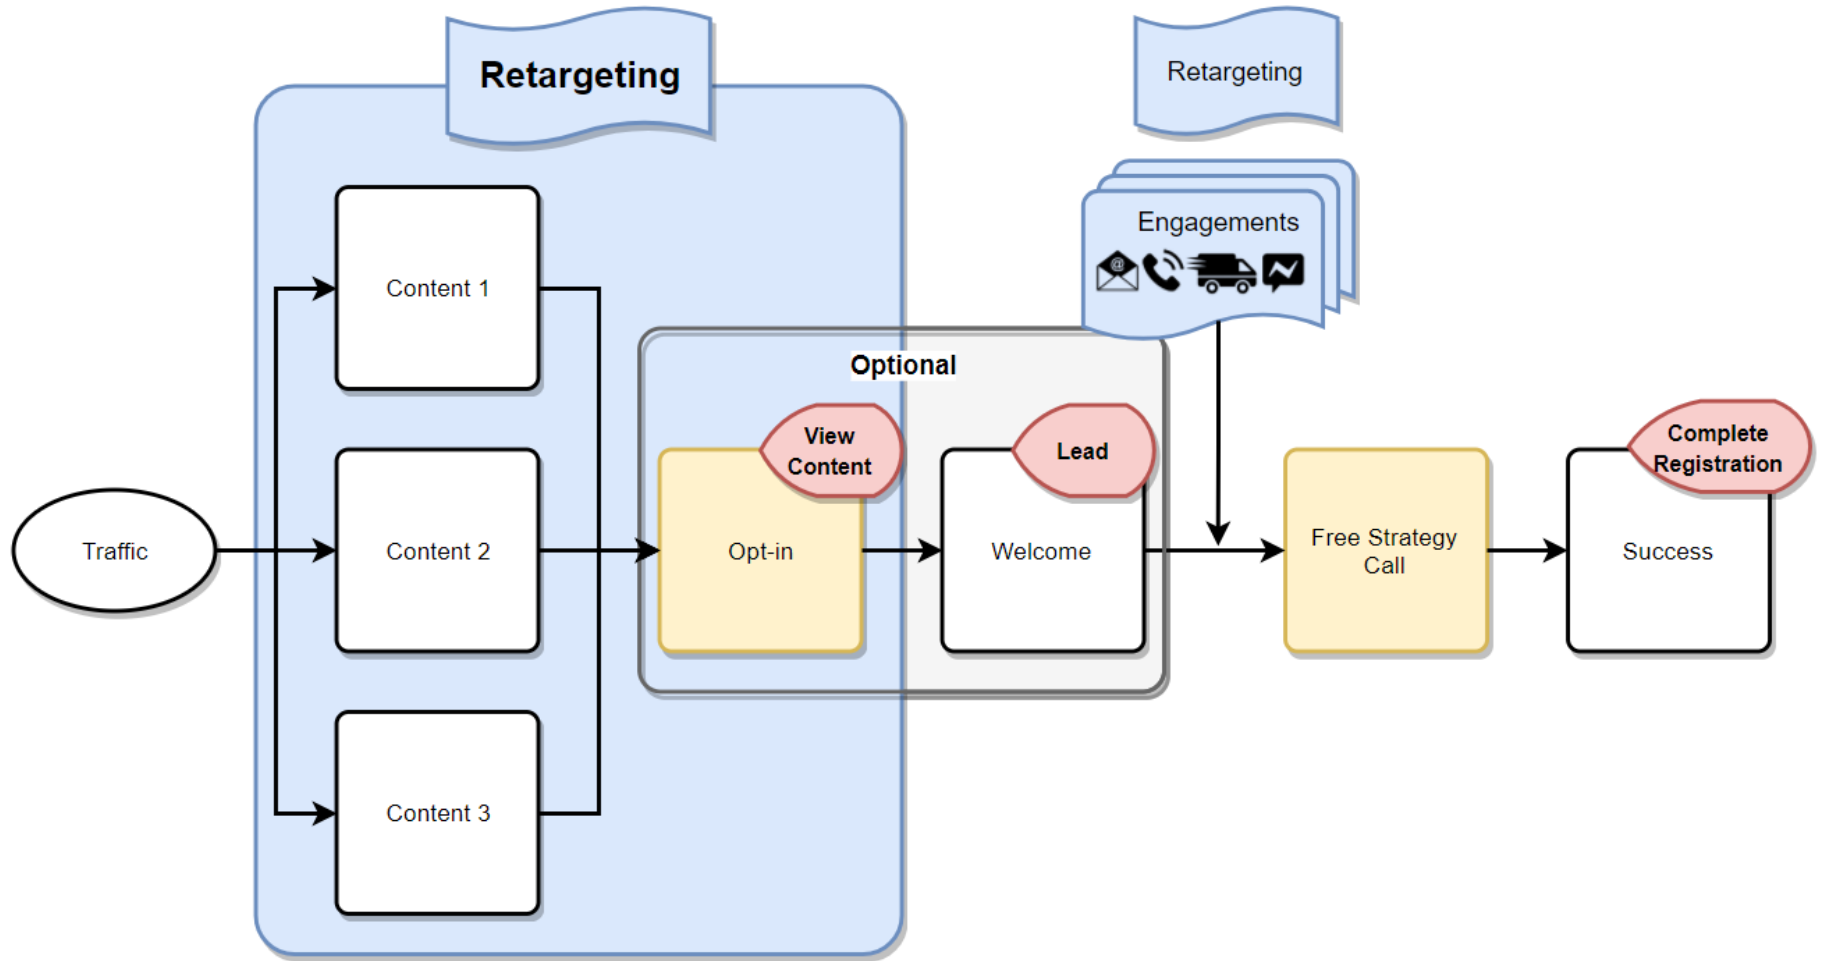 Retargeting
Retargeting
Engagements
@
Content 1
Optional
View
Content
Lead
Complete
Registration
Traffic
Content 2
Opt-in
Welcome
Free Strategy
Call
Success
Content 3